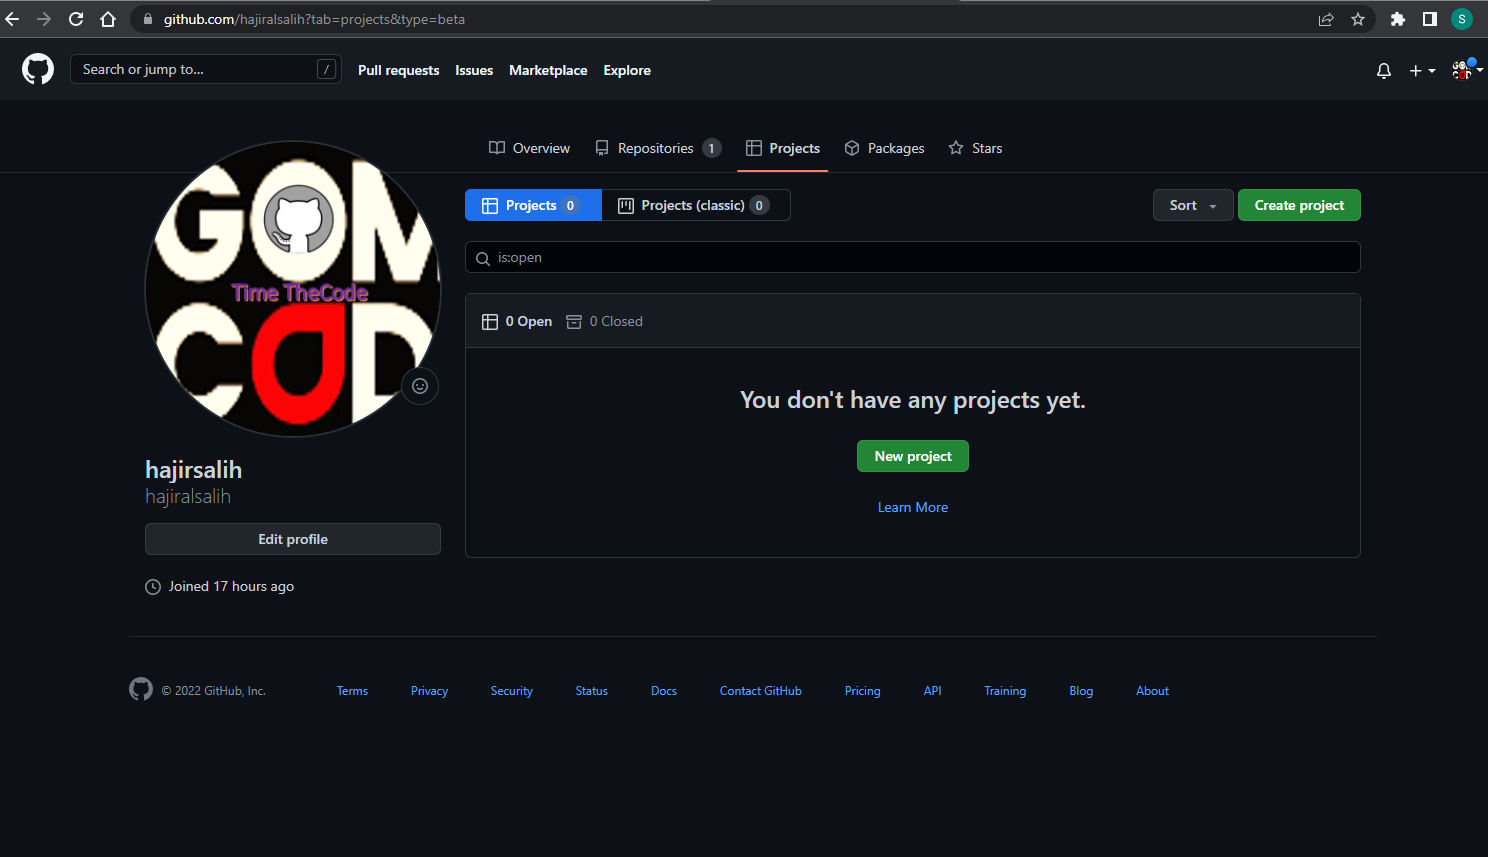 github.com/hajiralsalih?tab=projects&type=beta
S
Search or jump to... /
Pull requests Issues Marketplace Explore
Overview Repositories 1 Projects Packages Stars
GOM
Time TheCode
COD
Projects 0 Projects (classic) 0 Sort Create project
is:open
0 Open 0 Closed
You don't have any projects yet.
New project
Learn More
hajirsalih
hajiralsalih
Edit profile
Joined 17 hours ago
© 2022 GitHub, Inc. Terms Privacy Security Status Docs Contact GitHub Pricing API Training Blog About